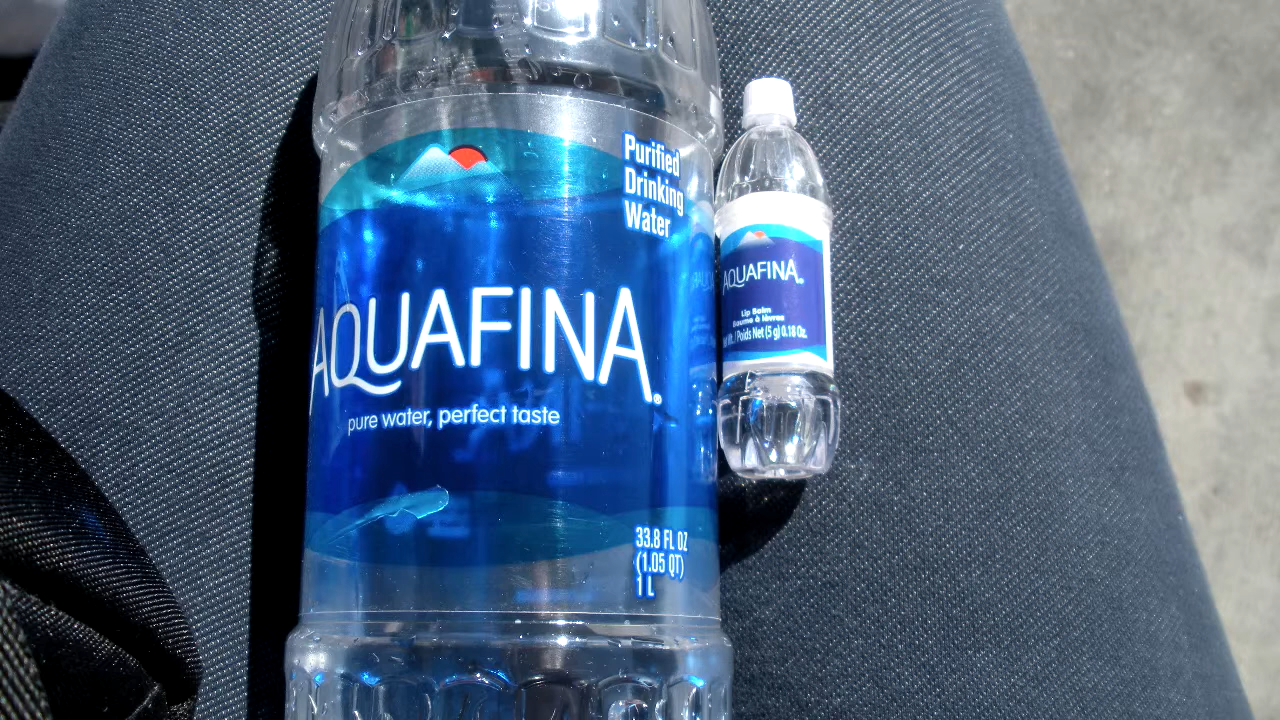 Purified
Drinking
Water
AQUAFINA®
pure water, perfect taste
33.8 FL OZ
(1.05 QT)
1 L
AQUAFINA®
Lip Balm
Baume à lèvres
Wt. / Poids Net (5 g) 0.18 Oz.